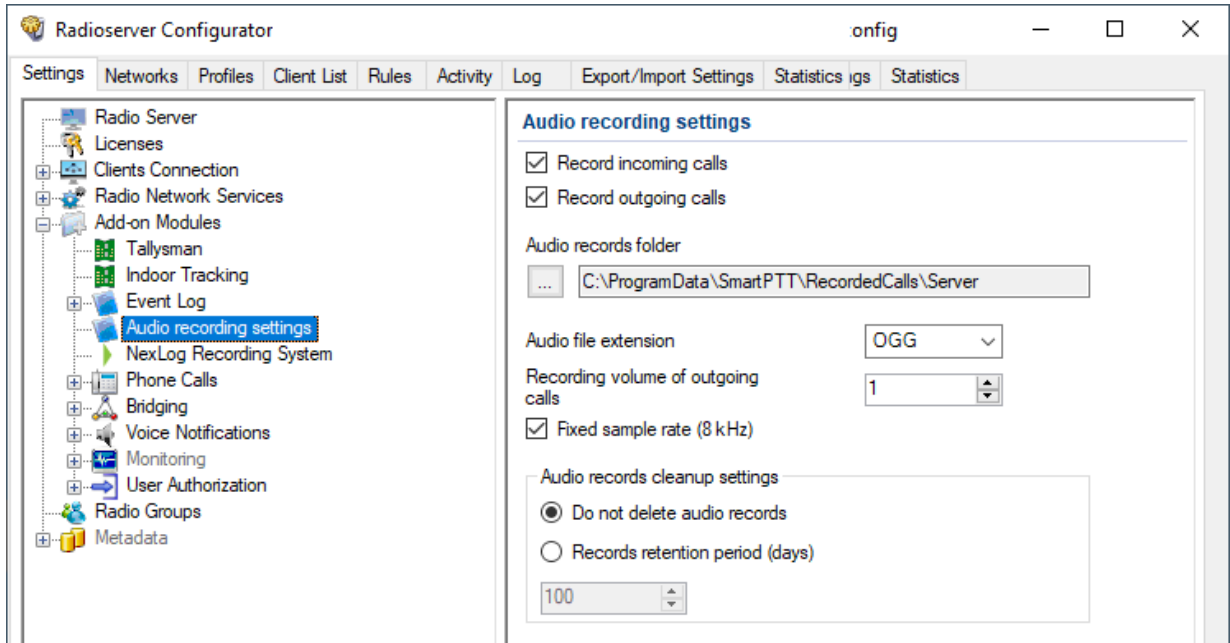 Radioserver Configurator
:onfig
Settings Networks Profiles Client List Rules Activity Log Export/Import Settings Statistics gs Statistics
Radio Server
Licenses
Clients Connection
Radio Network Services
Add-on Modules
Tallysman
Indoor Tracking
Event Log
Audio recording settings
NexLog Recording System
Phone Calls
Bridging
Voice Notifications
Monitoring
User Authorization
Radio Groups
Metadata
Audio recording settings
Record incoming calls
Record outgoing calls
Audio records folder
... C:\ProgramData\SmartPTT\RecordedCalls\Server
Audio file extension OGG
Recording volume of outgoing
calls 1
Fixed sample rate (8 kHz)
Audio records cleanup settings
Do not delete audio records
Records retention period (days)
100